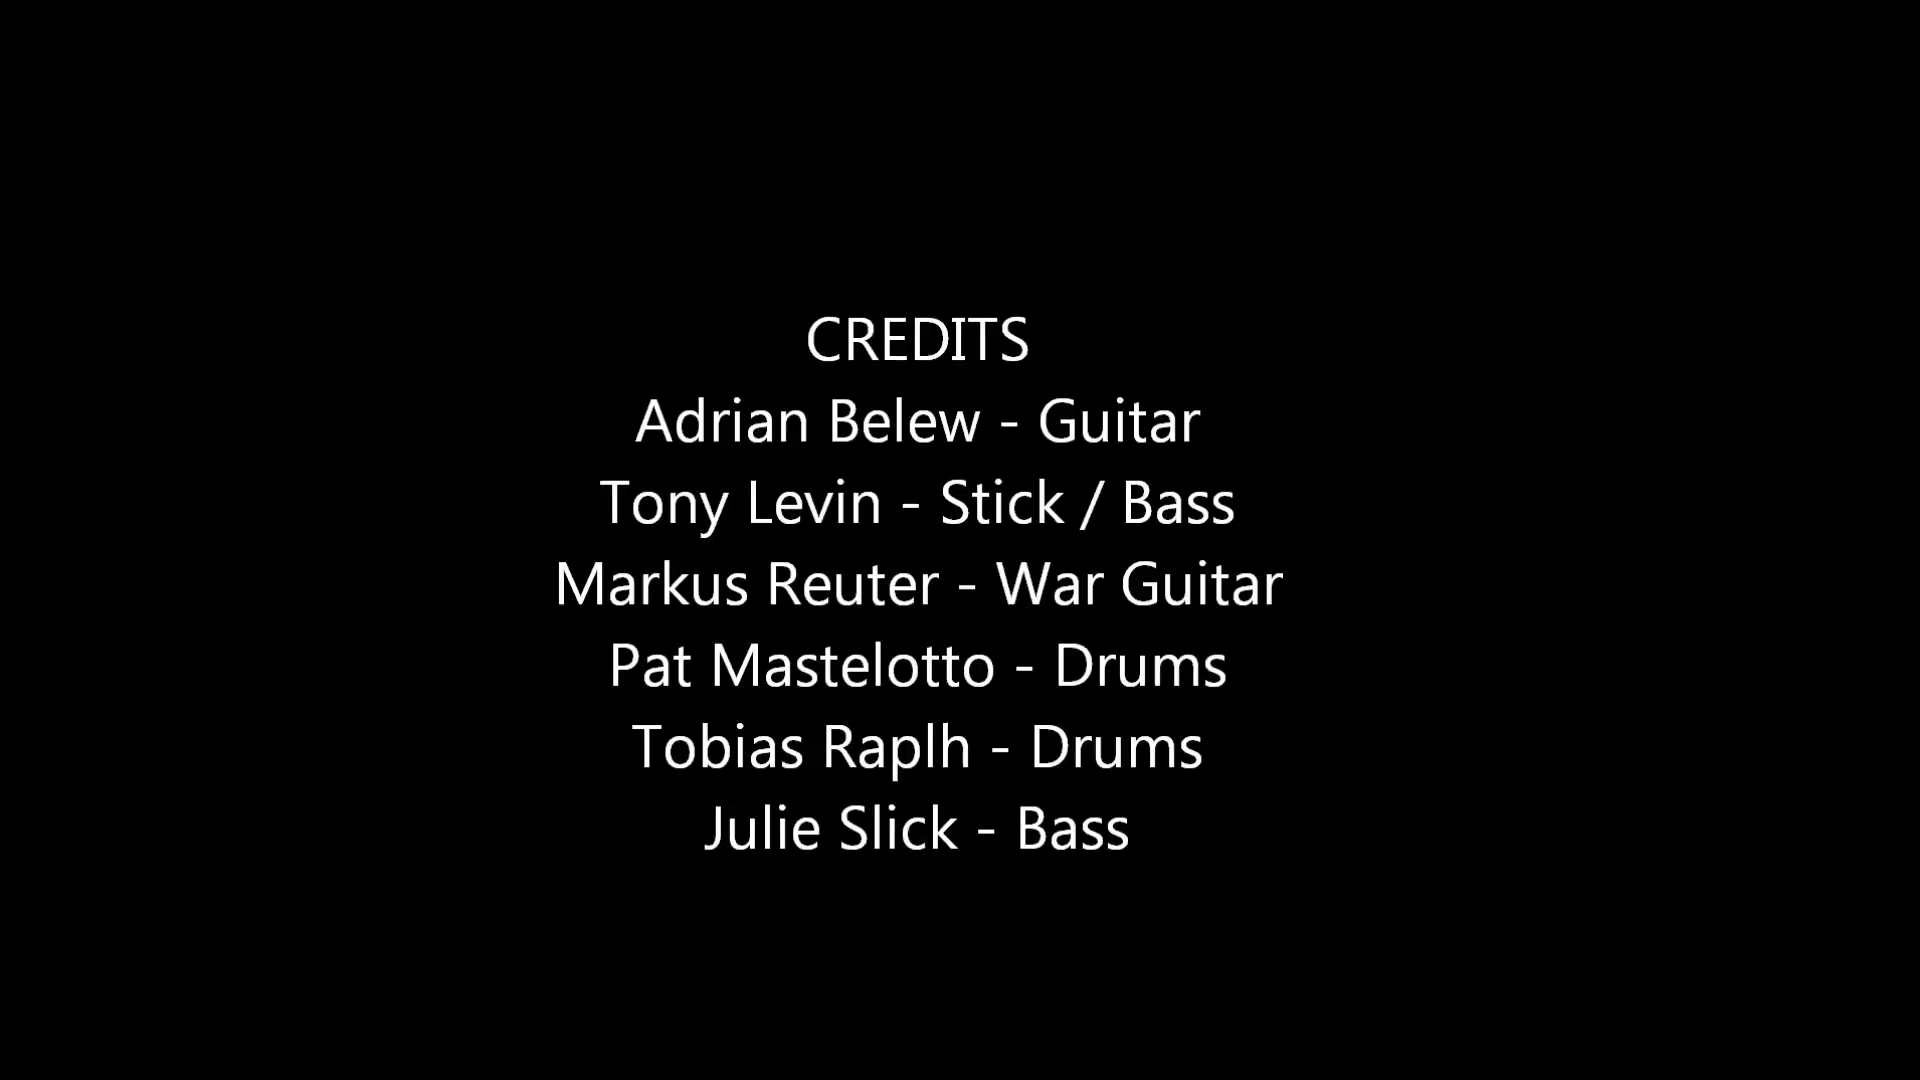 CREDITS
Adrian Belew - Guitar
Tony Levin - Stick / Bass
Markus Reuter - War Guitar
Pat Mastelotto - Drums
Tobias Raplh - Drums
Julie Slick - Bass